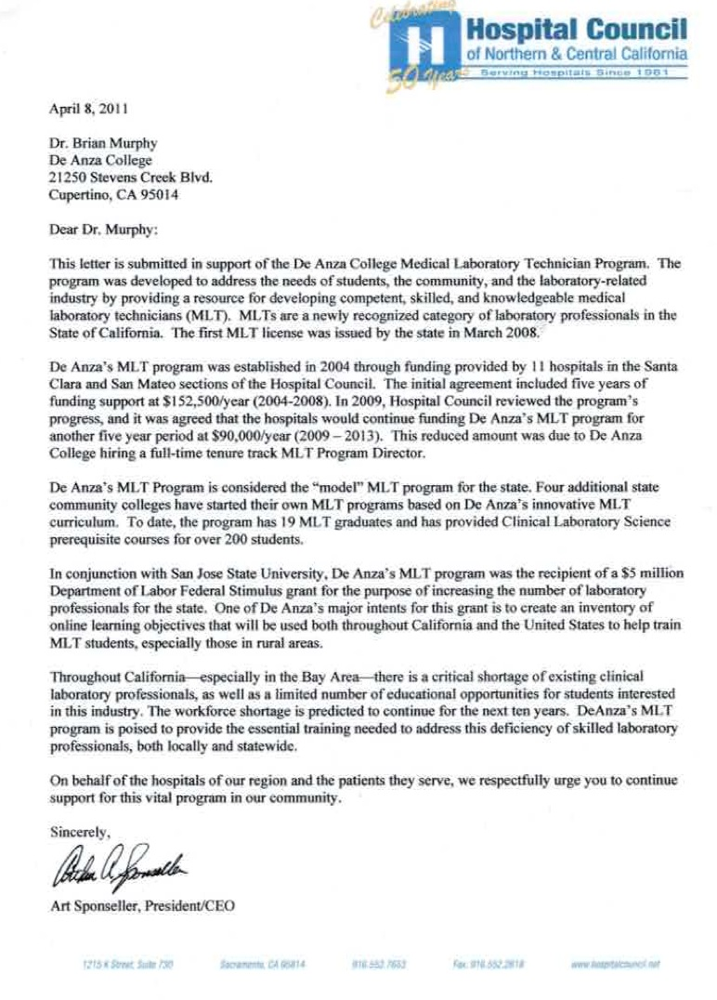 Celebrating
50 Years
H
Hospital Council
of Northern & Central California
Serving Hospitals Since 1961
April 8, 2011
Dr. Brian Murphy
De Anza College
21250 Stevens Creek Blvd.
Cupertino, CA 95014
Dear Dr. Murphy:
This letter is submitted in support of the De Anza College Medical Laboratory Technician Program. The
program was developed to address the needs of students, the community, and the laboratory-related
industry by providing a resource for developing competent, skilled, and knowledgeable medical
laboratory technicians (MLT). MLTs are a newly recognized category of laboratory professionals in the
State of California. The first MLT license was issued by the state in March 2008.
De Anza's MLT program was established in 2004 through funding provided by 11 hospitals in the Santa
Clara and San Mateo sections of the Hospital Council. The initial agreement included five years of
funding support at $152,500/year (2004-2008). In 2009, Hospital Council reviewed the program's
progress, and it was agreed that the hospitals would continue funding De Anza's MLT program for
another five year period at $90,000/year (2009 – 2013). This reduced amount was due to De Anza
College hiring a full-time tenure track MLT Program Director.
De Anza's MLT Program is considered the “model” MLT program for the state. Four additional state
community colleges have started their own MLT programs based on De Anza's innovative MLT
curriculum. To date, the program has 19 MLT graduates and has provided Clinical Laboratory Science
prerequisite courses for over 200 students.
In conjunction with San Jose State University, De Anza's MLT program was the recipient of a $5 million
Department of Labor Federal Stimulus grant for the purpose of increasing the number of laboratory
professionals for the state. One of De Anza's major intents for this grant is to create an inventory of
online learning objectives that will be used both throughout California and the United States to help train
MLT students, especially those in rural areas.
Throughout California—especially in the Bay Area—there is a critical shortage of existing clinical
laboratory professionals, as well as a limited number of educational opportunities for students interested
in this industry. The workforce shortage is predicted to continue for the next ten years. DeAnza's MLT
program is poised to provide the essential training needed to address this deficiency of skilled laboratory
professionals, both locally and statewide.
On behalf of the hospitals of our region and the patients they serve, we respectfully urge you to continue
support for this vital program in our community.
Sincerely,
Art Sponseller, President/CEO
1215 K Street, Suite 730 Sacramento, CA 95814 916.552.7653 Fax: 916.552.2618 www.hospitalcouncil.net